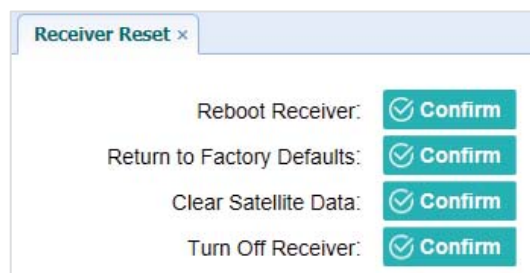 Receiver Reset ×
Reboot Receiver: Confirm
Return to Factory Defaults: Confirm
Clear Satellite Data: Confirm
Turn Off Receiver: Confirm